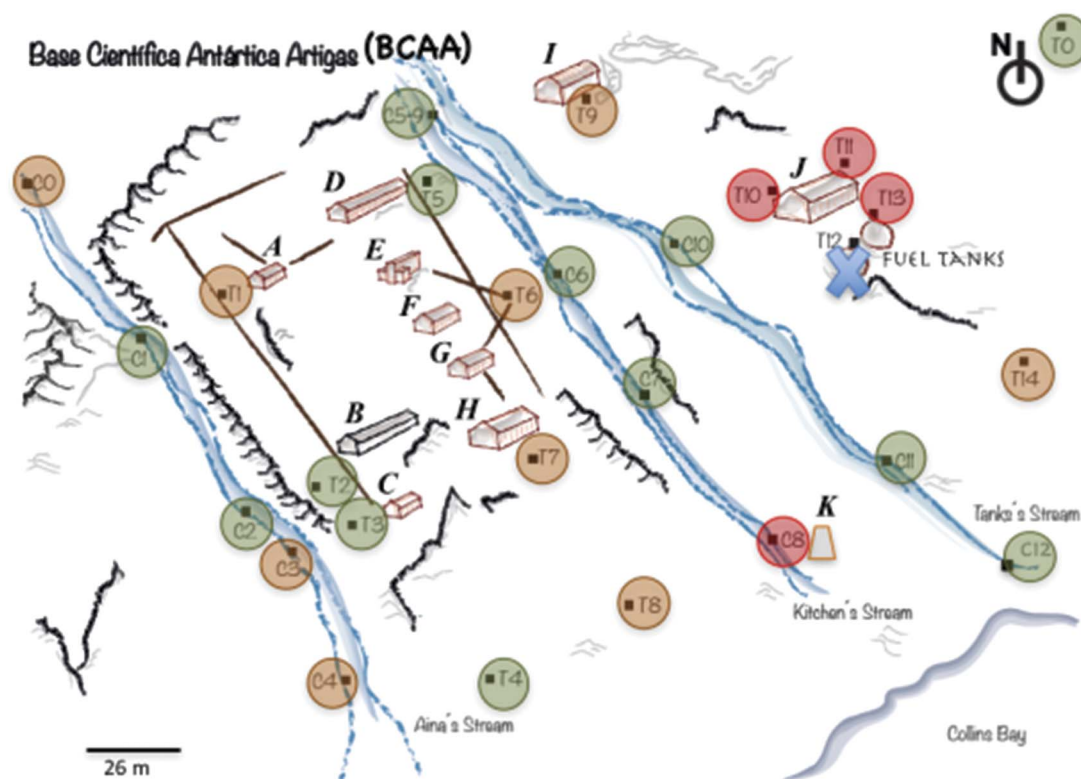 Base Científica Antártica Artigas (BCAA)
I
N
T0
C5-9
T9
T11
J
T10
T13
C0
D
T5
T12
FUEL TANKS
C10
E
A
C6
T1
T6
F
C1
G
T14
C7
B
H
T7
C11
T2
C
K
Tanks's Stream
C2
T3
C8
C12
C3
T8
Kitchen's Stream
C4
T4
Aina's Stream
Collins Bay
26 m